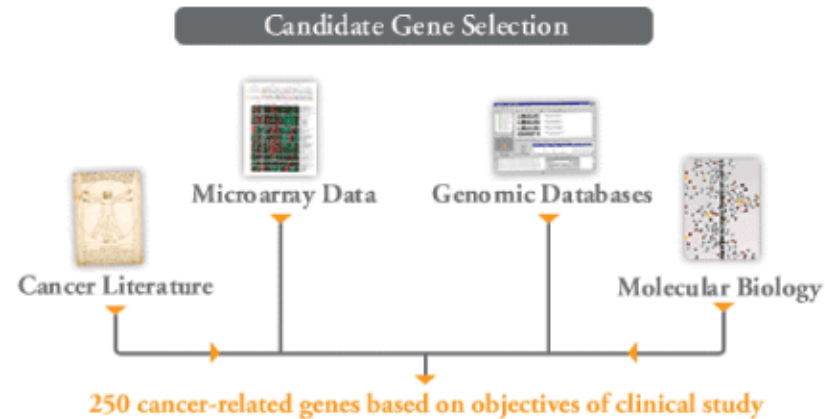 Candidate Gene Selection
Microarray Data
Genomic Databases
Cancer Literature
Molecular Biology
250 cancer-related genes based on objectives of clinical study